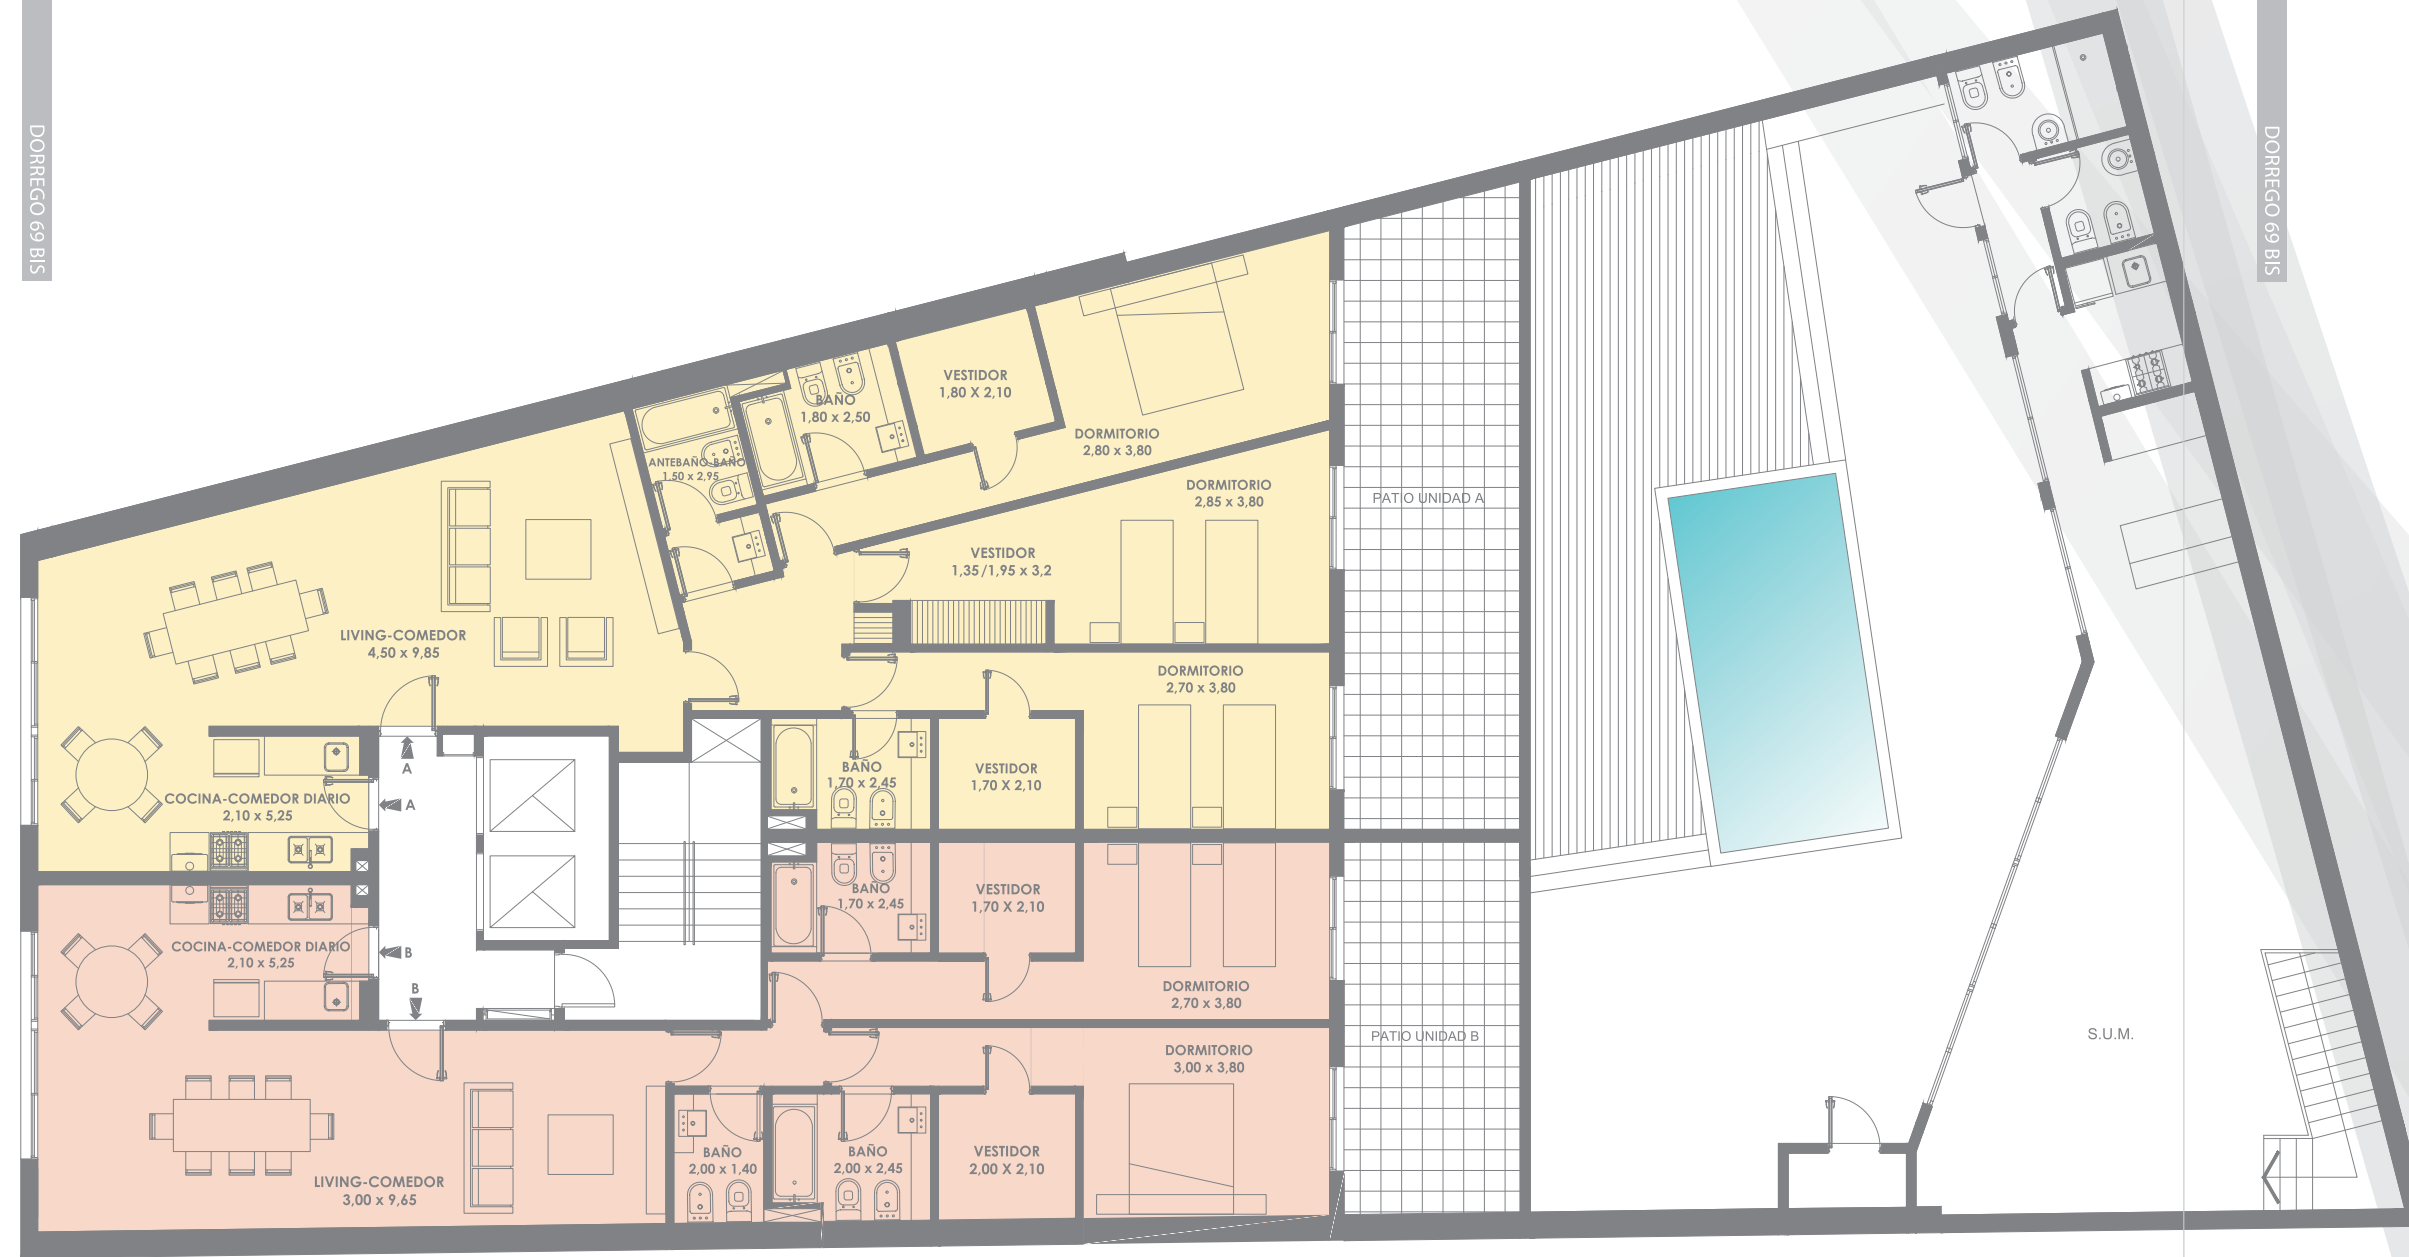 DORREGO 69 BIS
DORREGO 69 BIS
VESTIDOR
1,80 X 2,10
BAÑO
1,80 x 2,50
DORMITORIO
2,80 x 3,80
ANTEBAÑO-BAÑO
1.50 x 2,95
DORMITORIO
2,85 x 3,80
PATIO UNIDAD A
VESTIDOR
1,35/1,95 x 3,2
LIVING-COMEDOR
4,50 x 9,85
DORMITORIO
2,70 x 3,80
A
BAÑO
1,70 x 2,45
VESTIDOR
1,70 X 2,10
COCINA-COMEDOR DIARIO
2,10 x 5,25
A
BAÑO
1,70 x 2,45
VESTIDOR
1,70 X 2,10
COCINA-COMEDOR DIARIO
2,10 x 5,25
B
B
DORMITORIO
2,70 x 3,80
PATIO UNIDAD B
S.U.M.
DORMITORIO
3,00 x 3,80
BAÑO
2,00 x 1,40
BAÑO
2,00 x 2,45
VESTIDOR
2,00 X 2,10
LIVING-COMEDOR
3,00 x 9,65